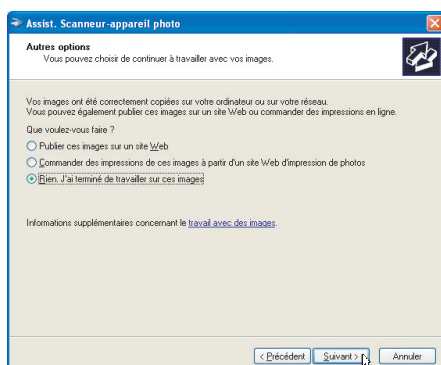 Assist. Scanneur-appareil photo
Autres options
Vous pouvez choisir de continuer à travailler avec vos images.
Vos images ont été correctement copiées sur votre ordinateur ou sur votre réseau.
Vous pouvez également publier ces images sur un site Web ou commander des impressions en ligne.
Que voulez-vous faire ?
Publier ces images sur un site Web
Commander des impressions de ces images à partir d'un site Web d'impression de photos
Rien. J'ai terminé de travailler sur ces images
Informations supplémentaires concernant le travail avec des images.
< Précédent Suivant > Annuler